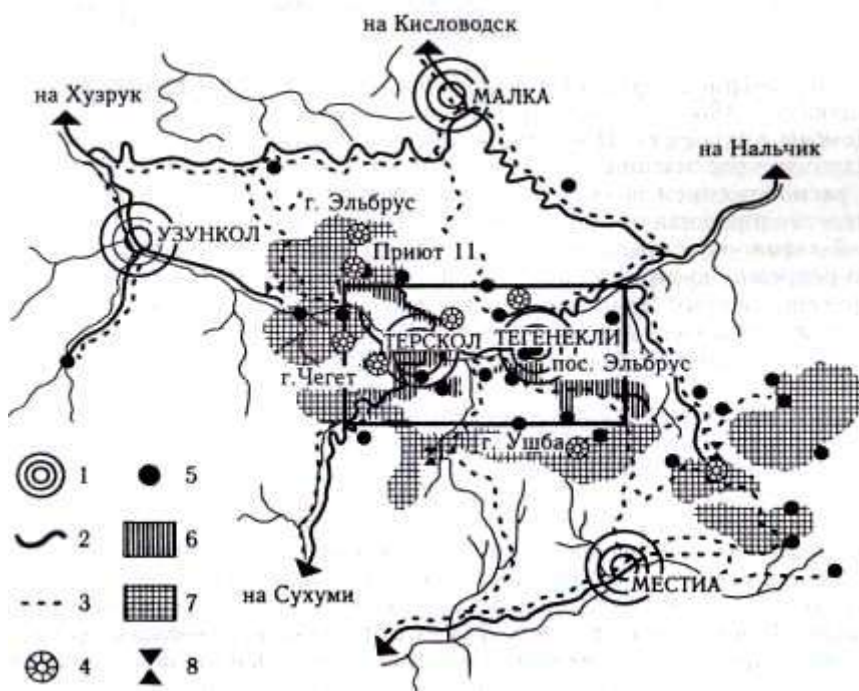 на Кисловодск
на Хузрук
МАЛКА
на Нальчик
г. Эльбрус
УЗУНКОЛ
Приют 11
ТЕРСКОЛ
ТЕГЕНЕКЛИ
г.Чегет
пос. Эльбрус
г. Ушба
1
5
2
6
на Сухуми
МЕСТИА
3
7
4
8